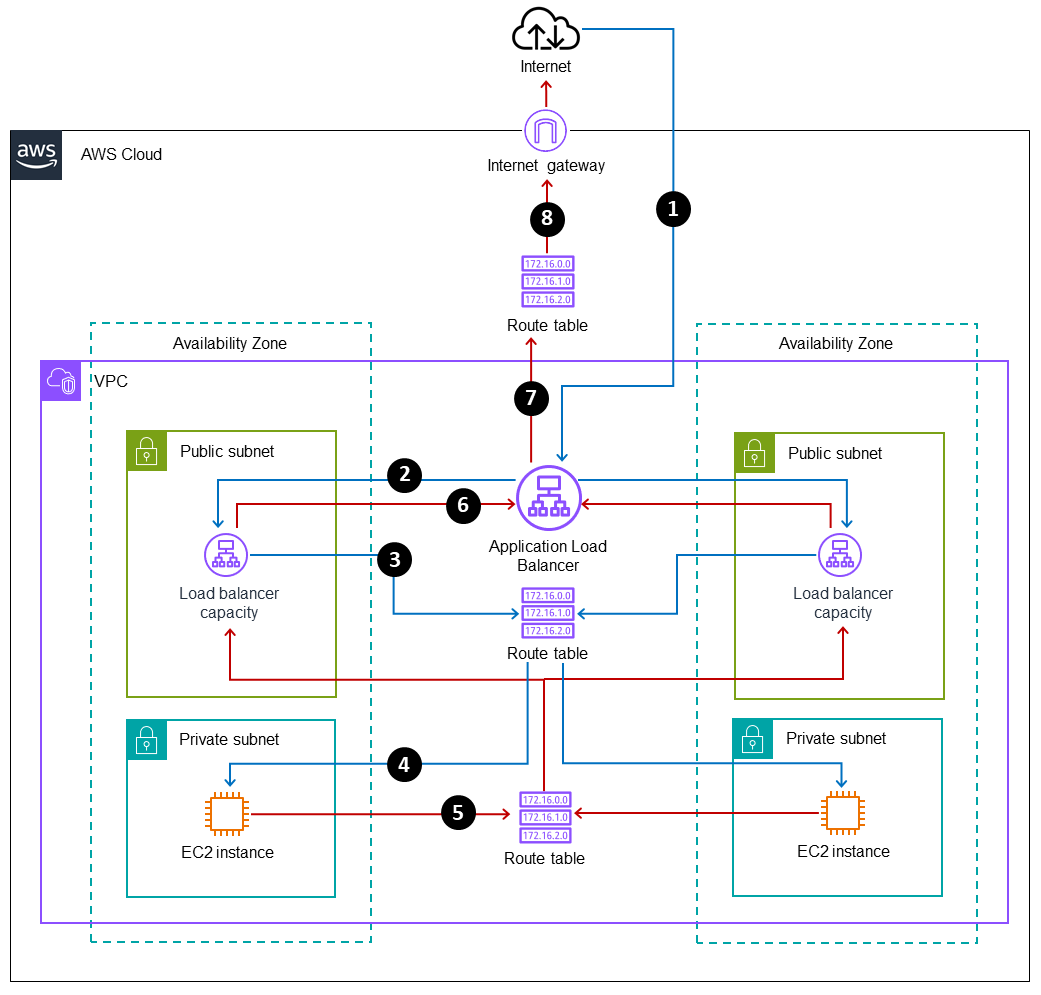 Internet
aws
AWS Cloud
Internet gateway
1
8
172.16.0.0
172.16.1.0
172.16.2.0
Route table
Availability Zone
Availability Zone
VPC
7
Public subnet
Public subnet
2
6
Application Load
Balancer
3
Load balancer
capacity
Load balancer
capacity
172.16.0.0
172.16.1.0
172.16.2.0
Route table
Private subnet
Private subnet
4
5
172.16.0.0
172.16.1.0
172.16.2.0
Route table
EC2 instance
EC2 instance